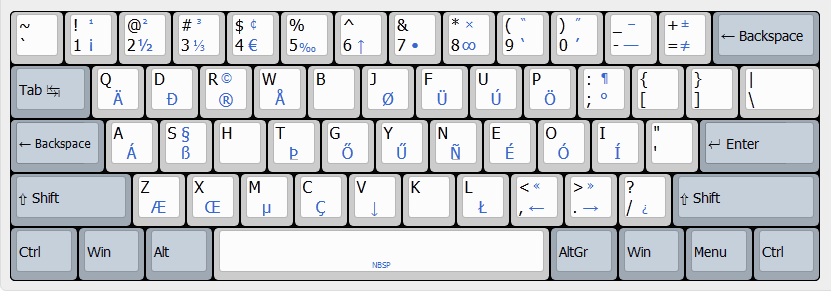 ~ ! ¹ @ ² # ³ $ ¢ % ^ & * × ( “ ) ” _ – + ± ← Backspace
` 1 ¡ 2 ½ 3 ⅓ 4 € 5 ‰ 6 ↑ 7 • 8 ∞ 9 ‘ 0 ’ - — = ≠
Tab ↹ Q Ä D Đ R © ® W Å B J Ø F Ü U Ú P Ö : ¶ ; º { [ } ] | \
← Backspace A Á S § ß H T Þ G Ő Y Ű N Ñ E É O Ó I Í " ' ↵ Enter
⇧ Shift Z Æ X Œ M µ C Ç V ↓ K L Ł < « , ← > » . → ? / ¿ ⇧ Shift
Ctrl Win Alt NBSP AltGr Win Menu Ctrl